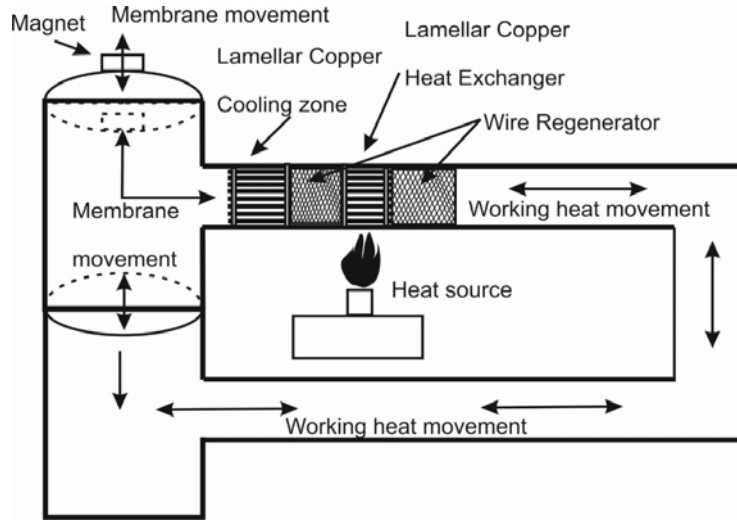 Membrane movement
Magnet
Lamellar Copper
Lamellar Copper
Heat Exchanger
Cooling zone
Wire Regenerator
Membrane
Working heat movement
movement
Heat source
Working heat movement